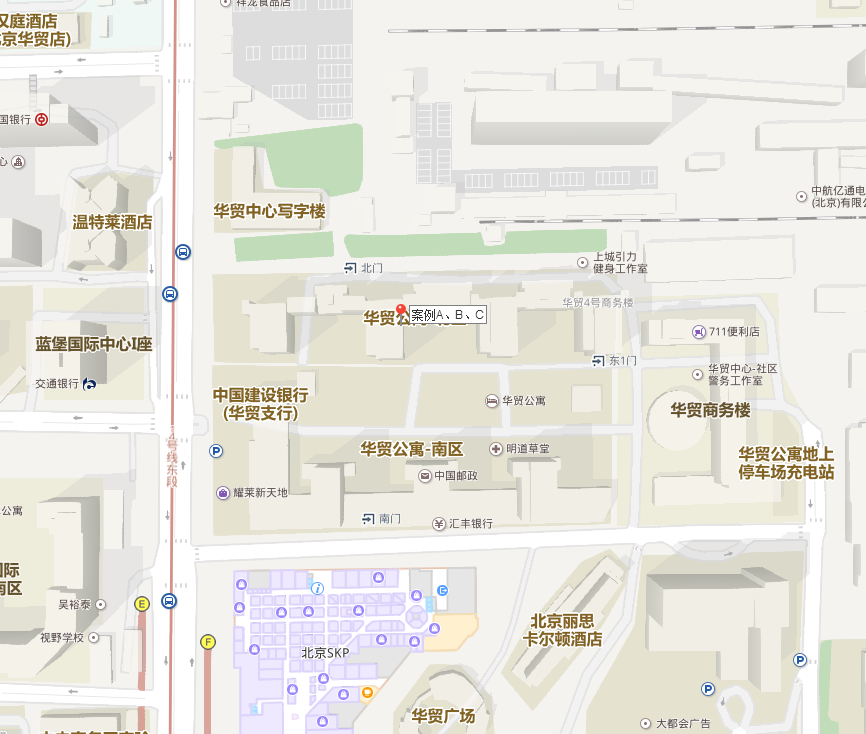 祥龙食品店
汉庭酒店
京华贸店)
国银行
心
中航亿通电
(北京)有限公
温特莱酒店
华贸中心写字楼
上城引力
健身工作室
北门
华贸4号商务楼
华贸公
案例A、B、C
711便利店
蓝堡国际中心I座
东1门
华贸中心-社区
警务工作室
交通银行
中国建设银行
(华贸支行)
华贸公寓
华贸商务楼
P
14号线东段
华贸公寓-南区
明道草堂
华贸公寓地上
停车场充电站
中国邮政
耀莱新天地
公寓
南门
汇丰银行
国际
南区
E
吴裕泰
北京丽思
卡尔顿酒店
视野学校
F
北京SKP
P
P
华贸广场
大都会广告